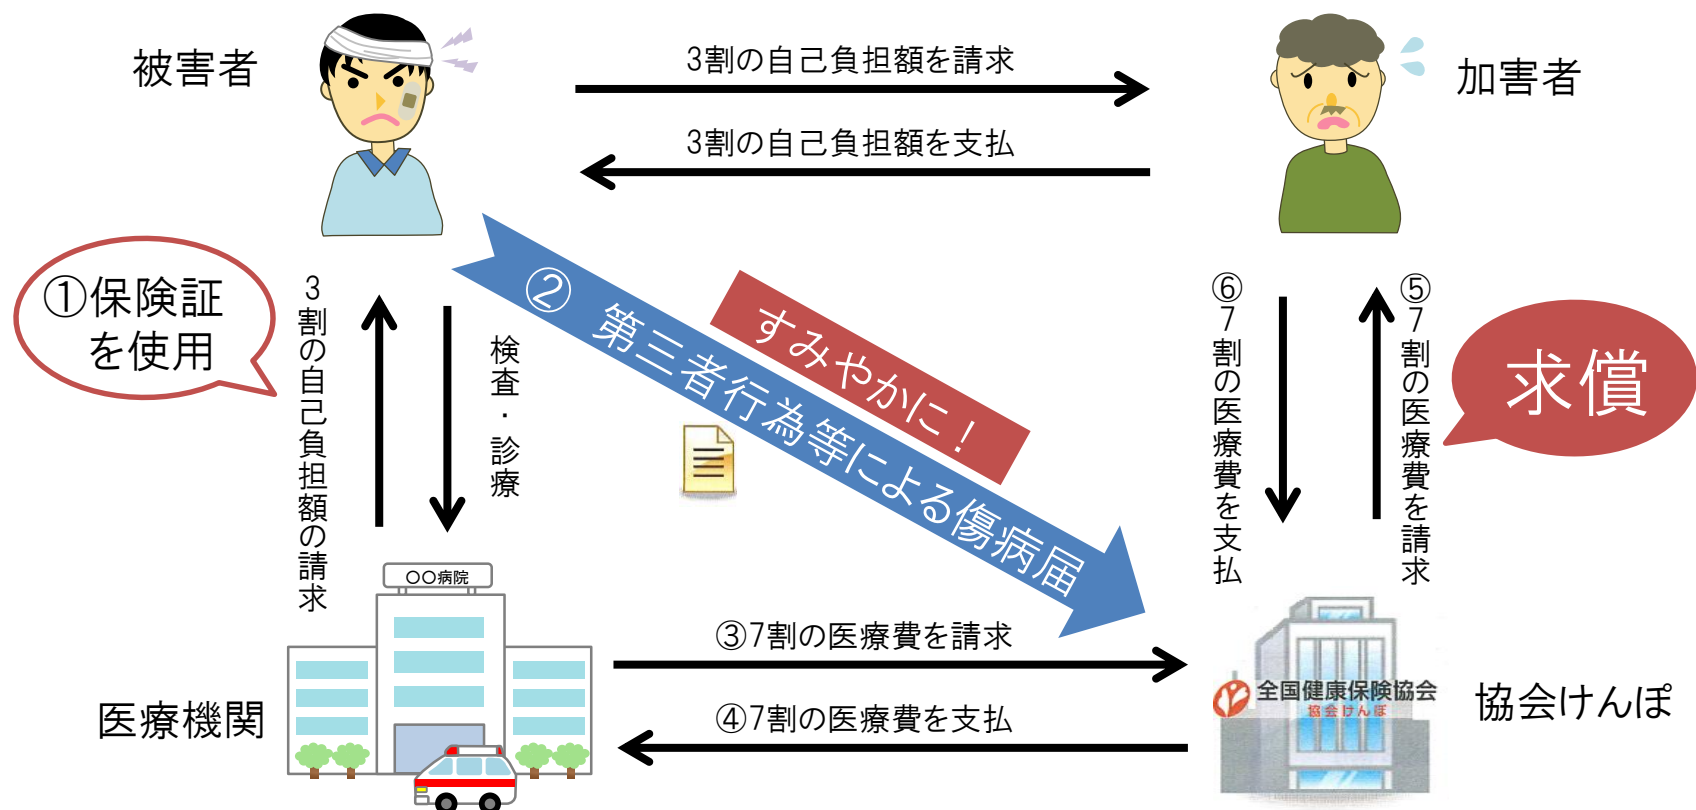 被害者
3割の自己負担額を請求
加害者
3割の自己負担額を支払
①保険証
を使用
3割の自己負担額の請求
検査・診療
② 第三者行為等による傷病届
すみやかに！
⑥7割の医療費を支払
⑤7割の医療費を請求
求償
〇〇病院
③7割の医療費を請求
医療機関
④7割の医療費を支払
全国健康保険協会
協会けんぽ
協会けんぽ